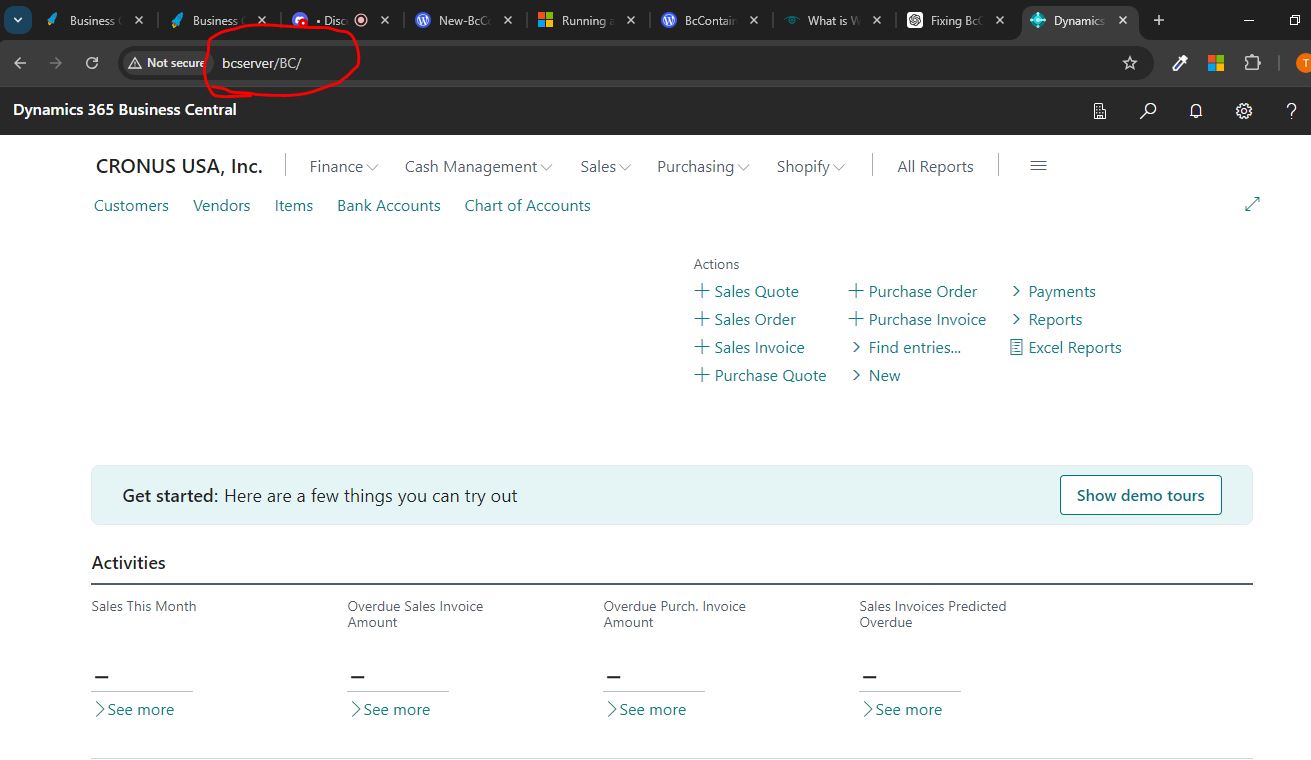 Business C
Business C
• Disc
New-BcCo
Running a
BcContain
What is W
Fixing BcC
Dynamics
Not secure bcserver/BC/
T
Dynamics 365 Business Central
?
CRONUS USA, Inc. Finance Cash Management Sales Purchasing Shopify All Reports
Customers Vendors Items Bank Accounts Chart of Accounts
Actions
Sales Quote Purchase Order Payments
Sales Order Purchase Invoice Reports
Sales Invoice Find entries... Excel Reports
Purchase Quote New
Get started: Here are a few things you can try out Show demo tours
Activities
Sales This Month Overdue Sales Invoice Overdue Purch. Invoice Sales Invoices Predicted
Amount Amount Overdue
– – – –
See more See more See more See more